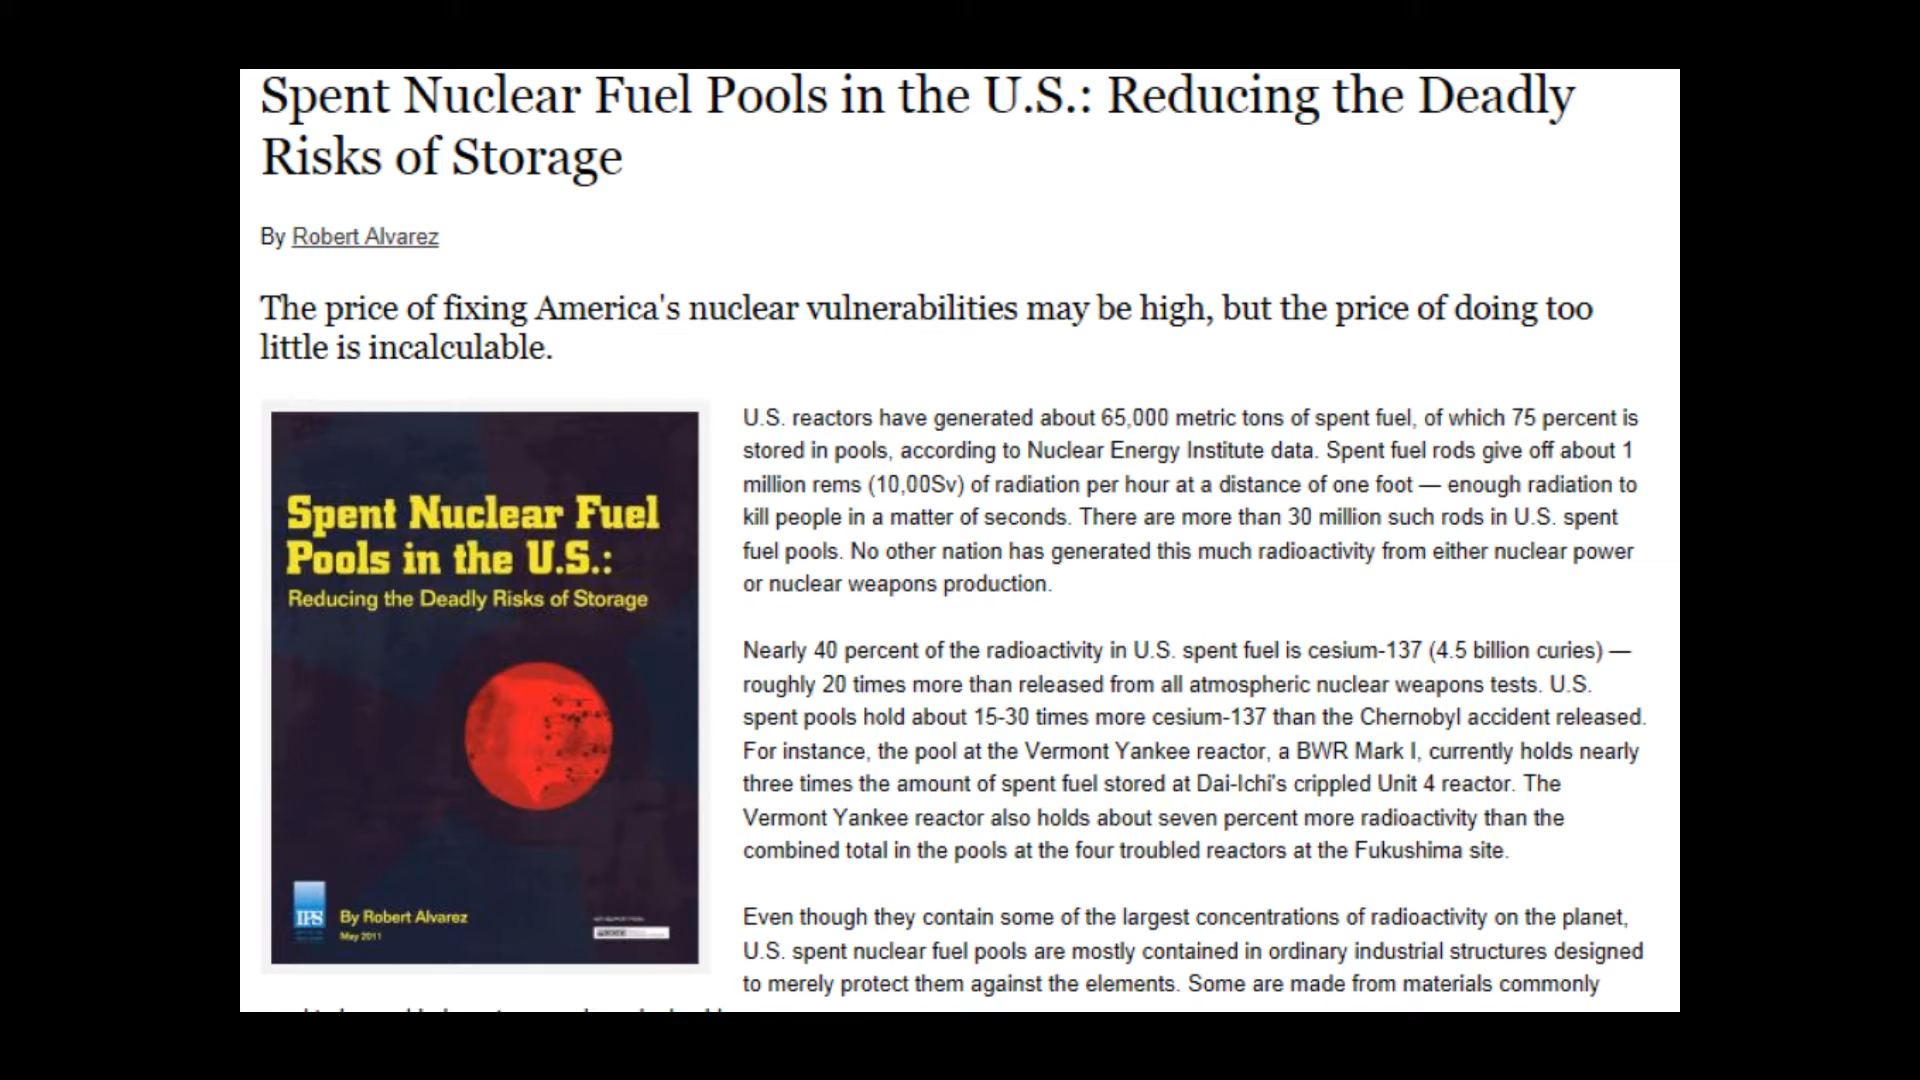 Spent Nuclear Fuel Pools in the U.S.: Reducing the Deadly
Risks of Storage
By Robert Alvarez
The price of fixing America's nuclear vulnerabilities may be high, but the price of doing too
little is incalculable.
Spent Nuclear Fuel
Pools in the U.S.:
Reducing the Deadly Risks of Storage
IPS
By Robert Alvarez
May 2011
U.S. reactors have generated about 65,000 metric tons of spent fuel, of which 75 percent is
stored in pools, according to Nuclear Energy Institute data. Spent fuel rods give off about 1
million rems (10,00Sv) of radiation per hour at a distance of one foot — enough radiation to
kill people in a matter of seconds. There are more than 30 million such rods in U.S. spent
fuel pools. No other nation has generated this much radioactivity from either nuclear power
or nuclear weapons production.
Nearly 40 percent of the radioactivity in U.S. spent fuel is cesium-137 (4.5 billion curies) —
roughly 20 times more than released from all atmospheric nuclear weapons tests. U.S.
spent pools hold about 15-30 times more cesium-137 than the Chernobyl accident released.
For instance, the pool at the Vermont Yankee reactor, a BWR Mark I, currently holds nearly
three times the amount of spent fuel stored at Dai-Ichi's crippled Unit 4 reactor. The
Vermont Yankee reactor also holds about seven percent more radioactivity than the
combined total in the pools at the four troubled reactors at the Fukushima site.
Even though they contain some of the largest concentrations of radioactivity on the planet,
U.S. spent nuclear fuel pools are mostly contained in ordinary industrial structures designed
to merely protect them against the elements. Some are made from materials commonly